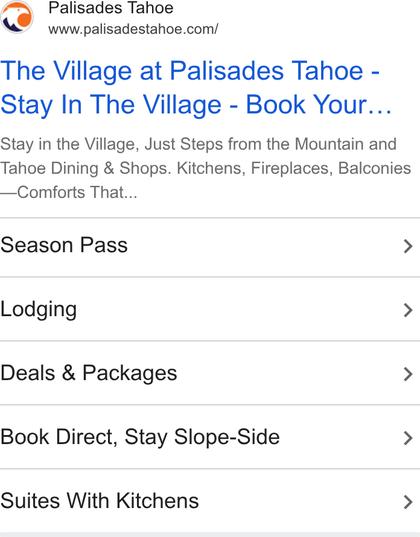 Palisades Tahoe
www.palisadestahoe.com/
The Village at Palisades Tahoe -
Stay In The Village - Book Your…
Stay in the Village, Just Steps from the Mountain and
Tahoe Dining & Shops. Kitchens, Fireplaces, Balconies
—Comforts That...
Season Pass
Lodging
Deals & Packages
Book Direct, Stay Slope-Side
Suites With Kitchens